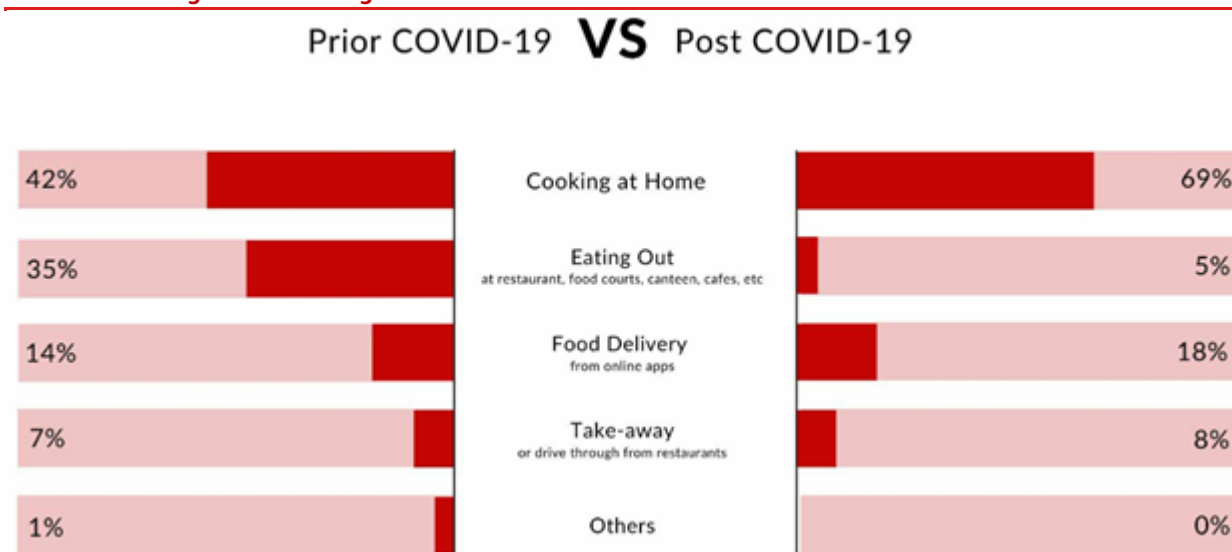 Prior COVID-19 VS Post COVID-19
42% Cooking at Home 69%
35% Eating Out 5%
at restaurant, food courts, canteen, cafes, etc
14% Food Delivery 18%
from online apps
7% Take-away 8%
or drive through from restaurants
1% Others 0%